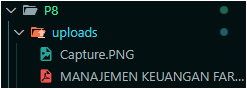 P8
uploads
Capture.PNG
MANAJEMEN KEUANGAN FAR...